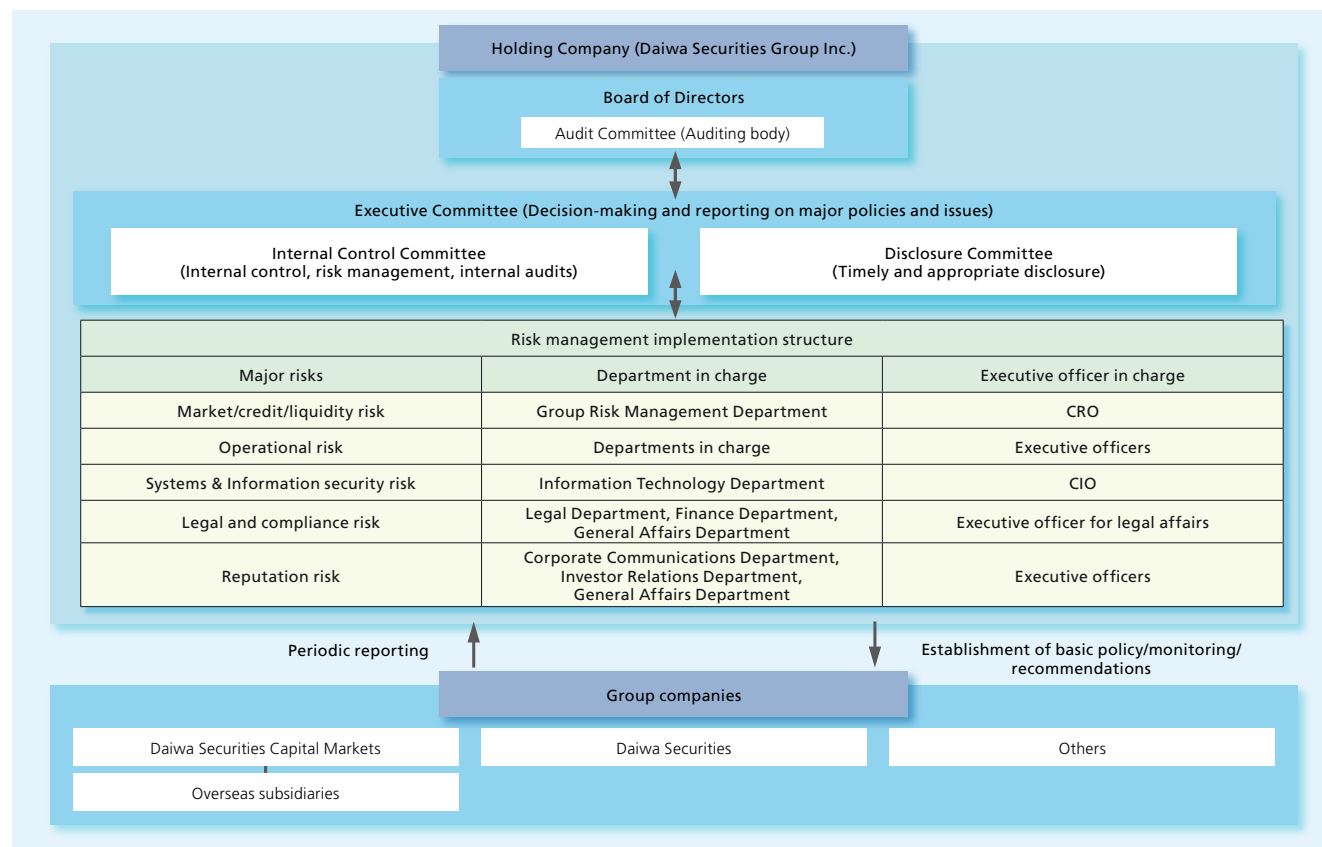 Holding Company (Daiwa Securities Group Inc.)
Board of Directors
Audit Committee (Auditing body)
Executive Committee (Decision-making and reporting on major policies and issues)
Internal Control Committee
(Internal control, risk management, internal audits)
Disclosure Committee
(Timely and appropriate disclosure)
Risk management implementation structure
Major risks
Department in charge
Executive officer in charge
Market/credit/liquidity risk
Group Risk Management Department
CRO
Operational risk
Departments in charge
Executive officers
Systems & Information security risk
Information Technology Department
CIO
Legal and compliance risk
Legal Department, Finance Department,
General Affairs Department
Executive officer for legal affairs
Reputation risk
Corporate Communications Department,
Investor Relations Department,
General Affairs Department
Executive officers
Periodic reporting
Establishment of basic policy/monitoring/
recommendations
Group companies
Daiwa Securities Capital Markets
Daiwa Securities
Others
Overseas subsidiaries